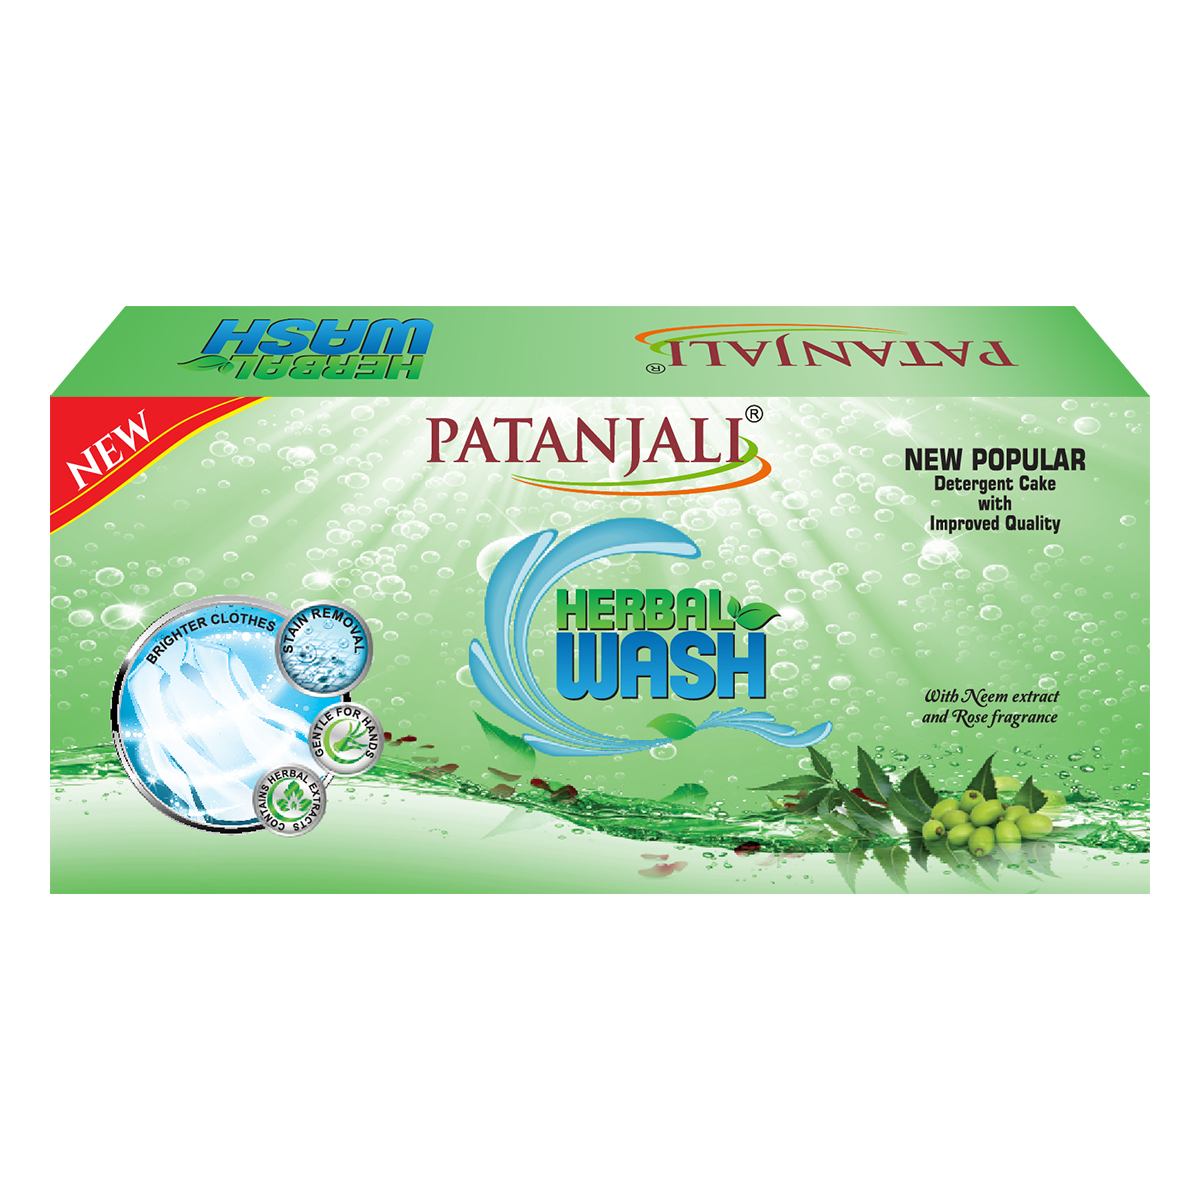 HERBAL
WASH
PATANJALI®
NEW
PATANJALI®
NEW POPULAR
Detergent Cake
with
Improved Quality
HERBAL
WASH
BRIGHTER CLOTHES
STAIN REMOVAL
GENTLE FOR HANDS
CONTAINS HERBAL EXTRACTS
With Neem extract
and Rose fragrance